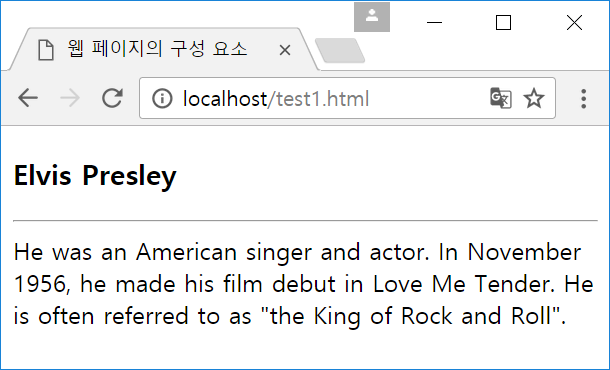 웹 페이지의 구성 요소
localhost/test1.html
Elvis Presley
He was an American singer and actor. In November
1956, he made his film debut in Love Me Tender. He
is often referred to as "the King of Rock and Roll".